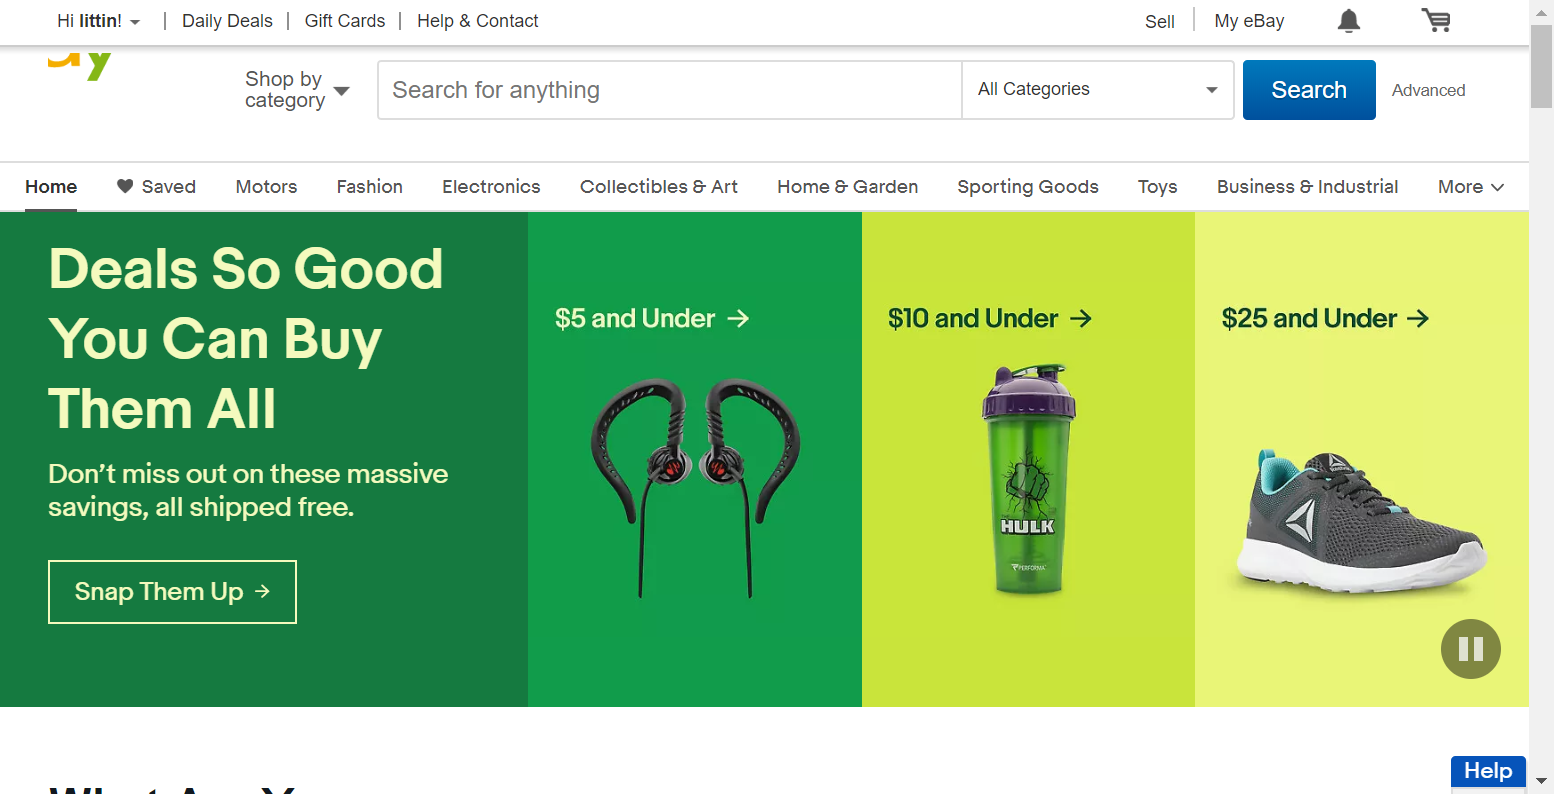 Hi littin!
Daily Deals
Gift Cards
Help & Contact
Sell
My eBay
Shop by
category
Search for anything
All Categories
Search
Advanced
Home
Saved
Motors
Fashion
Electronics
Collectibles & Art
Home & Garden
Sporting Goods
Toys
Business & Industrial
More
Deals So Good
You Can Buy
Them All
Don't miss out on these massive
savings, all shipped free.
Snap Them Up →
$5 and Under →
$10 and Under →
HULK
PERFORMA
$25 and Under →
Help